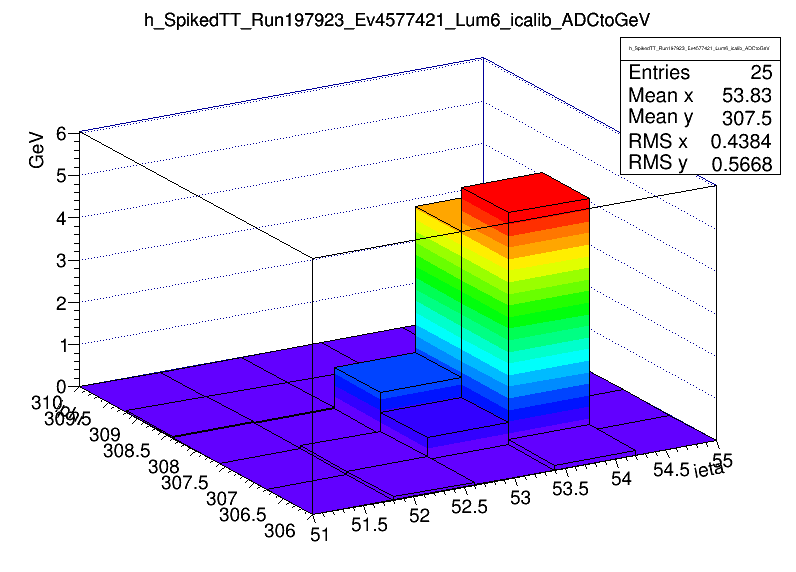 h_SpikedTT_Run197923_Ev4577421_Lum6_icalib_ADCtoGeV
h_SpikedTT_Run197923_Ev4577421_Lum6_icalib_ADCtoGeV
Entries 25
Mean x 53.83
Mean y 307.5
RMS x 0.4384
RMS y 0.5668
GeV
6
5
4
3
2
1
0
310
309.5
309
308.5
308
307.5
307
306.5
306
51
51.5
52
52.5
53
53.5
54
54.5
55
ieta